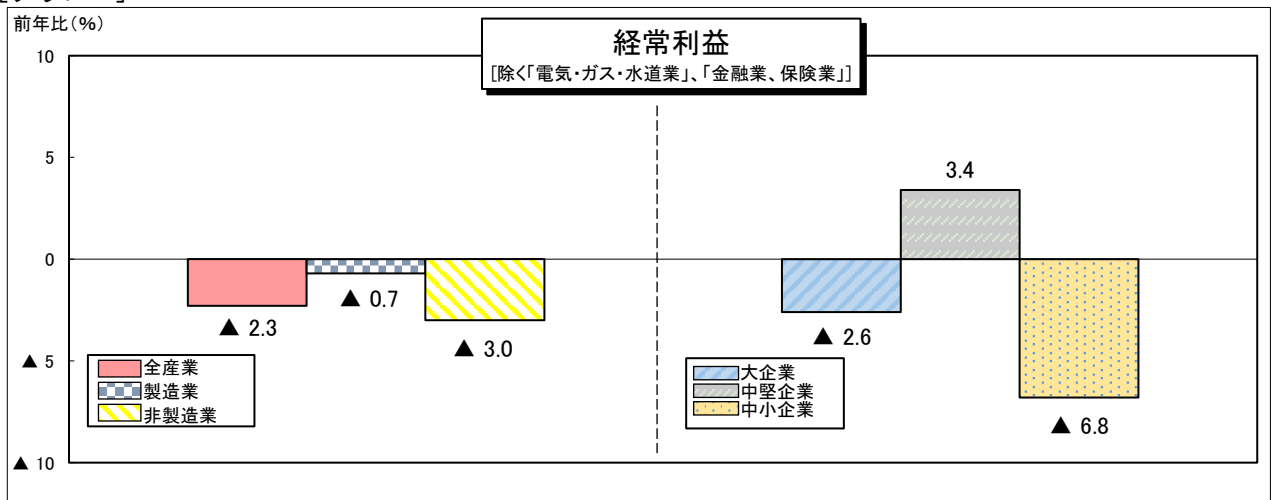 前年比(%)
経常利益
[除く「電気・ガス・水道業」、「金融業、保険業」]
10
5
0
▲ 5
▲ 10
▲ 2.3
▲ 0.7
▲ 3.0
▲ 2.6
3.4
▲ 6.8
全産業
製造業
非製造業
大企業
中堅企業
中小企業